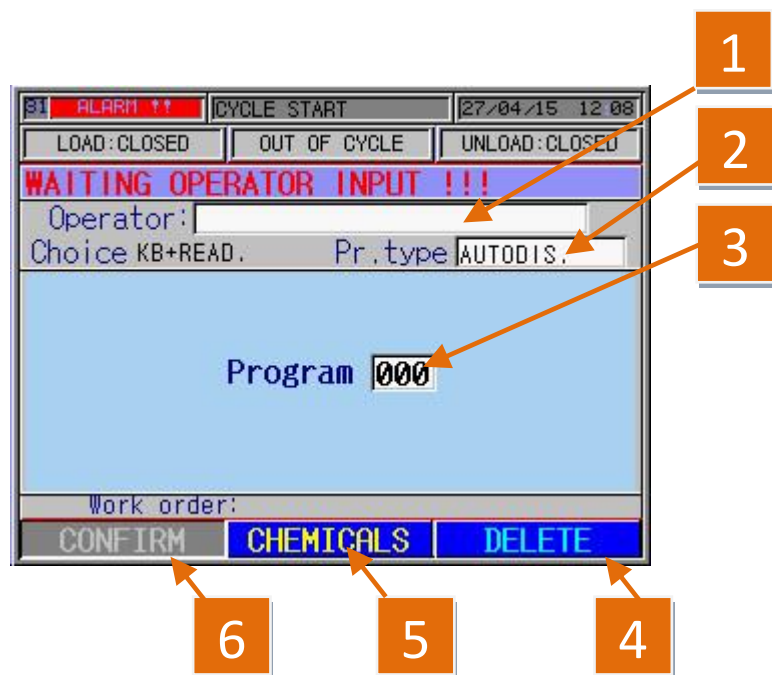 1
81 ALARM !! CYCLE START 27/04/15 12:08
LOAD:CLOSED OUT OF CYCLE UNLOAD:CLOSED
2
WAITING OPERATOR INPUT !!!
Operator:
Choice KB+READ. Pr.type AUTODIS.
3
Program 000
Work order:
CONFIRM CHEMICALS DELETE
6 5 4